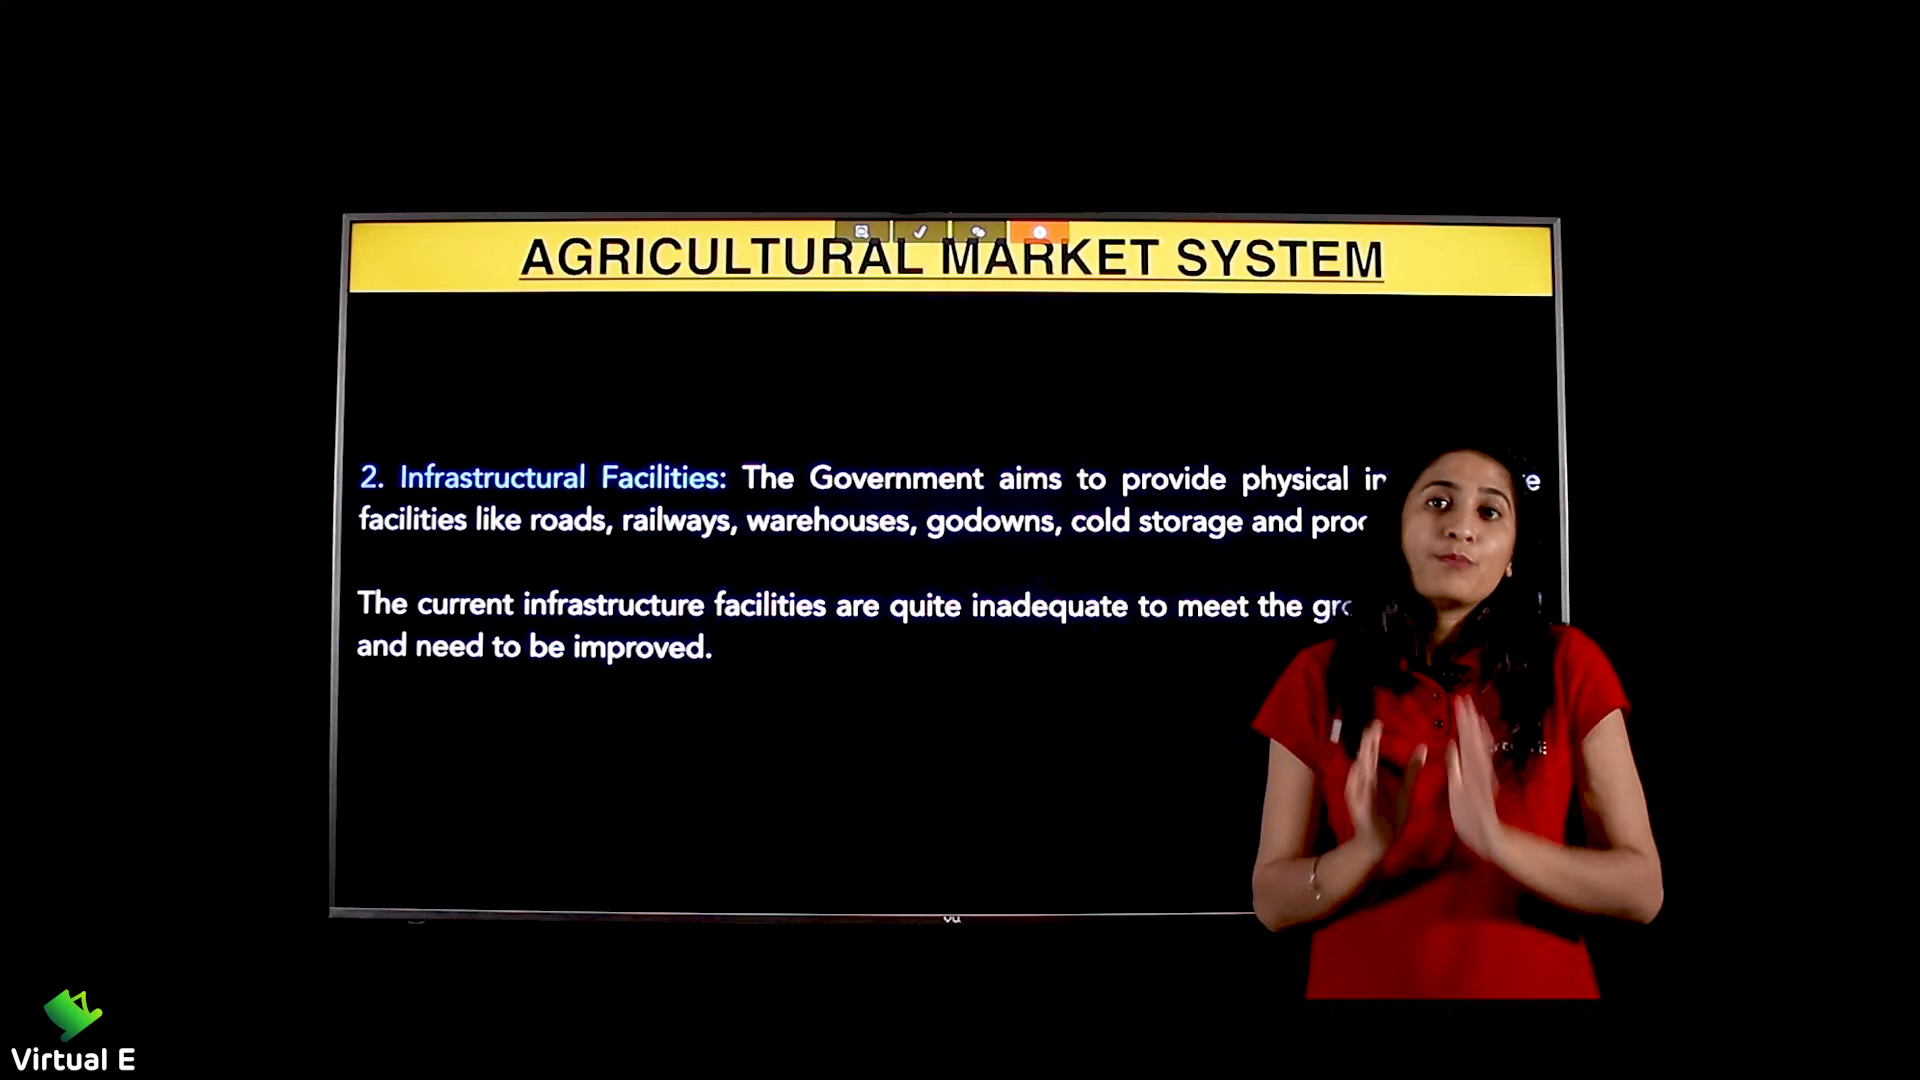 AGRICULTURAL MARKET SYSTEM
2. Infrastructural Facilities: The Government aims to provide physical
facilities like roads, railways, warehouses, godowns, cold storage and
The current infrastructure facilities are quite inadequate to meet the
and need to be improved.
Vu
Virtual E